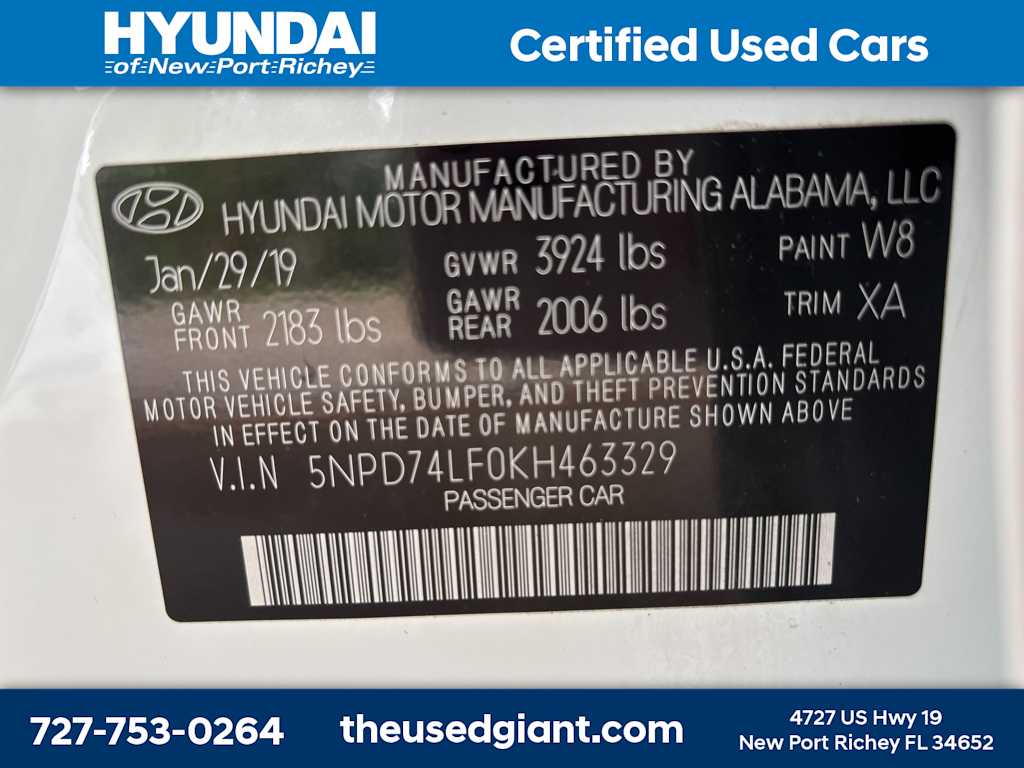 HYUNDAI
of New Port Richey
Certified Used Cars
MANUFACTURED BY
HYUNDAI MOTOR MANUFACTURING ALABAMA, LLC
Jan/29/19 GVWR 3924 lbs PAINT W8
GAWR FRONT 2183 lbs GAWR REAR 2006 lbs TRIM XA
THIS VEHICLE CONFORMS TO ALL APPLICABLE U.S.A. FEDERAL
MOTOR VEHICLE SAFETY, BUMPER, AND THEFT PREVENTION STANDARDS
IN EFFECT ON THE DATE OF MANUFACTURE SHOWN ABOVE
V.I.N 5NPD74LF0KH463329
PASSENGER CAR
727-753-0264
theusedgiant.com
4727 US Hwy 19
New Port Richey FL 34652